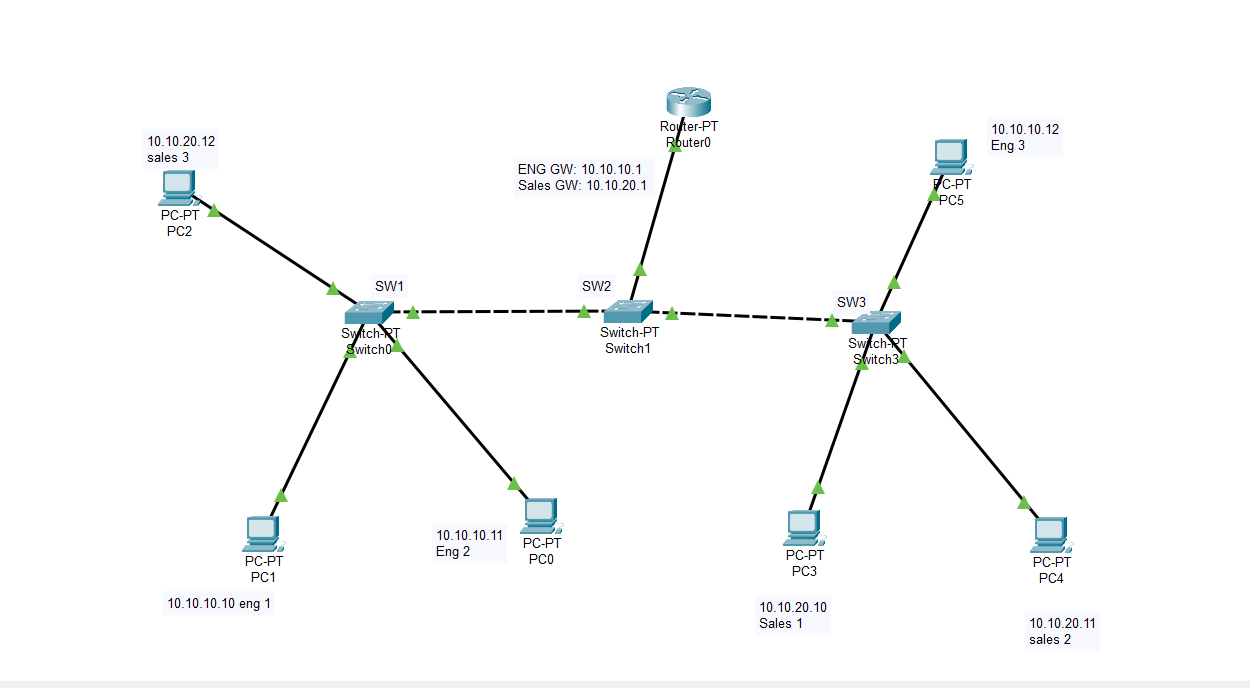 Router-PT
Router0
10.10.10.12
Eng 3
10.10.20.12
sales 3
ENG GW: 10.10.10.1
Sales GW: 10.10.20.1
PC-PT
PC5
PC-PT
PC2
SW1
SW2
SW3
Switch-PT
Switch0
Switch-PT
Switch1
Switch-PT
Switch3
10.10.10.11
Eng 2
PC-PT
PC0
PC-PT
PC1
PC-PT
PC3
PC-PT
PC4
10.10.10.10 eng 1
10.10.20.10
Sales 1
10.10.20.11
sales 2